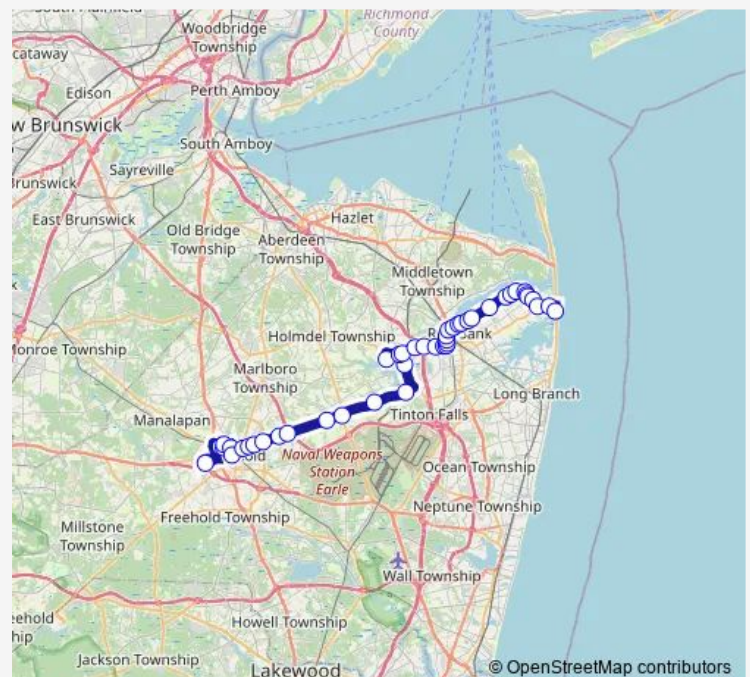 Richmond
County
Woodbridge
Township
cataway
Edison
Perth Amboy
w Brunswick
South Amboy
Sayreville
Brunswick
East Brunswick
Old Bridge
Township
Hazlet
Aberdeen
Township
Middletown
Township
Holmdel Township
Monroe Township
Marlboro
Township
Long Branch
Manalapan
Tinton Falls
Naval Weapons
Station
Earle
Ocean Township
Freehold Township
Neptune Township
Millstone
Township
Wall Township
Howell Township
Jackson Township
Lakewood
© OpenStreetMap contributors